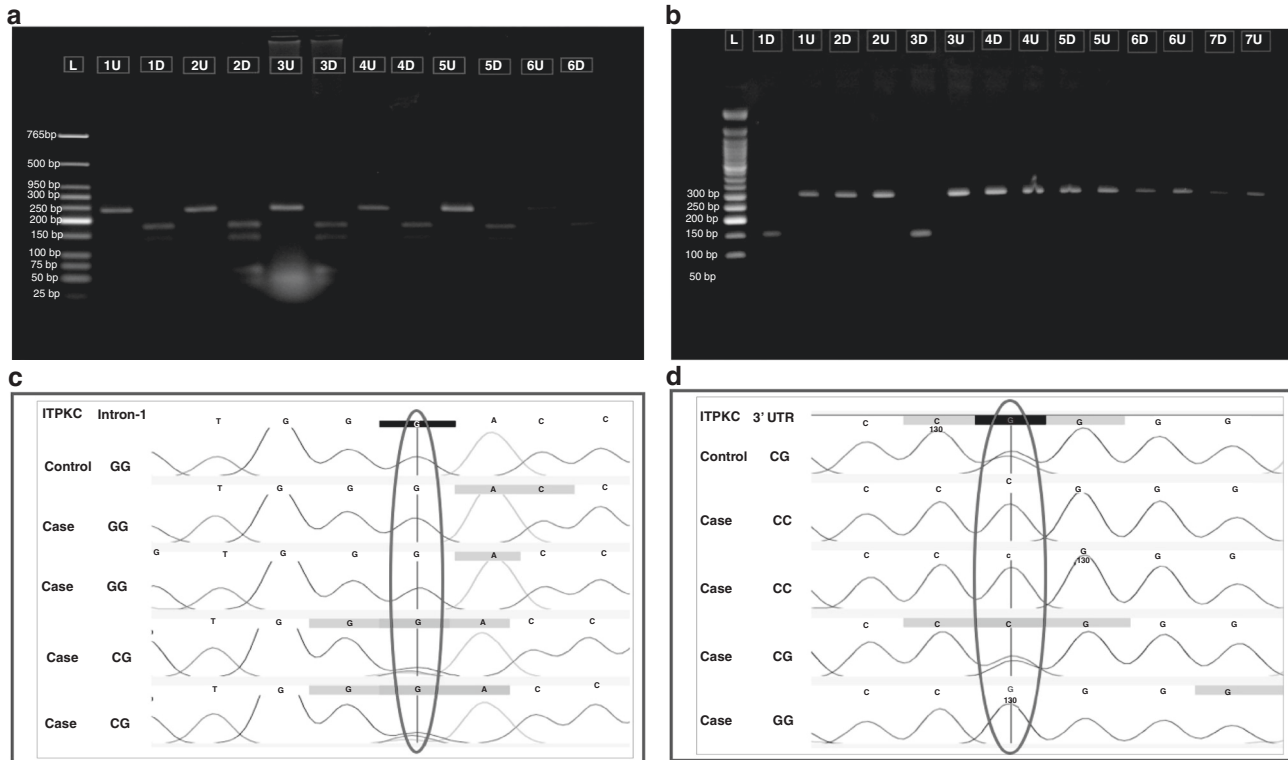 a
L 1U 1D 2U 2D 3U 3D 4U 4D 5U 5D 6U 6D
765bp
500 bp
950 bp
300 bp
250 bp
200 bp
150 bp
100 bp
75 bp
50 bp
25 bp
b
L 1D 1U 2D 2U 3D 3U 4D 4U 5D 5U 6D 6U 7D 7U
300 bp
250 bp
200 bp
150 bp
100 bp
50 bp
c
ITPKC Intron-1
T G G G A C C
Control GG
T G G G A C C
Case GG
G T G G G A C C
Case GG
T G G G A C C
Case CG
T G G G A C C
Case CG
d
ITPKC 3' UTR
C C G G G G
130
Control CG
C C C G G G
Case CC
C C c G G G
130
Case CC
C C C G G G
Case CG
C C G G G G
130
Case GG